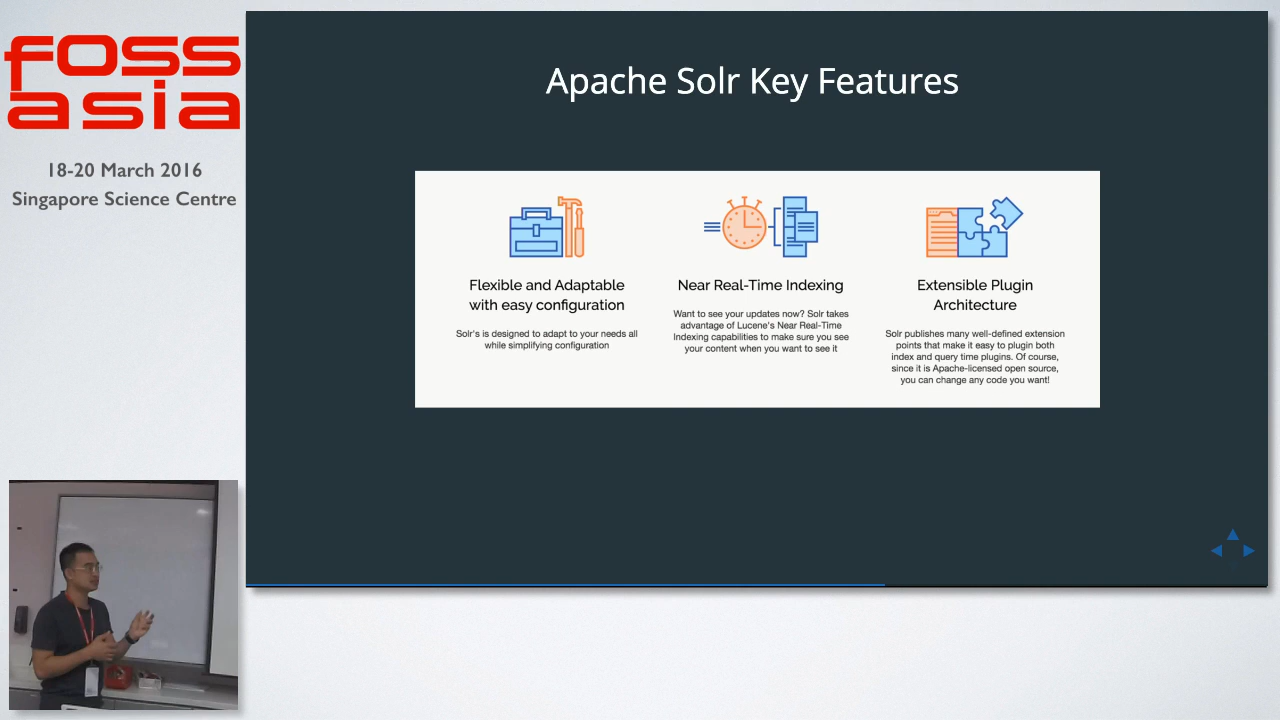 foss
asia
18-20 March 2016
Singapore Science Centre
Apache Solr Key Features
Flexible and Adaptable
with easy configuration
Solr's is designed to adapt to your needs all
while simplifying configuration
Near Real-Time Indexing
Want to see your updates now? Solr takes
advantage of Lucene's Near Real-Time
Indexing capabilities to make sure you see
your content when you want to see it
Extensible Plugin
Architecture
Solr publishes many well-defined extension
points that make it easy to plugin both
index and query time plugins. Of course,
since it is Apache-licensed open source,
you can change any code you want!